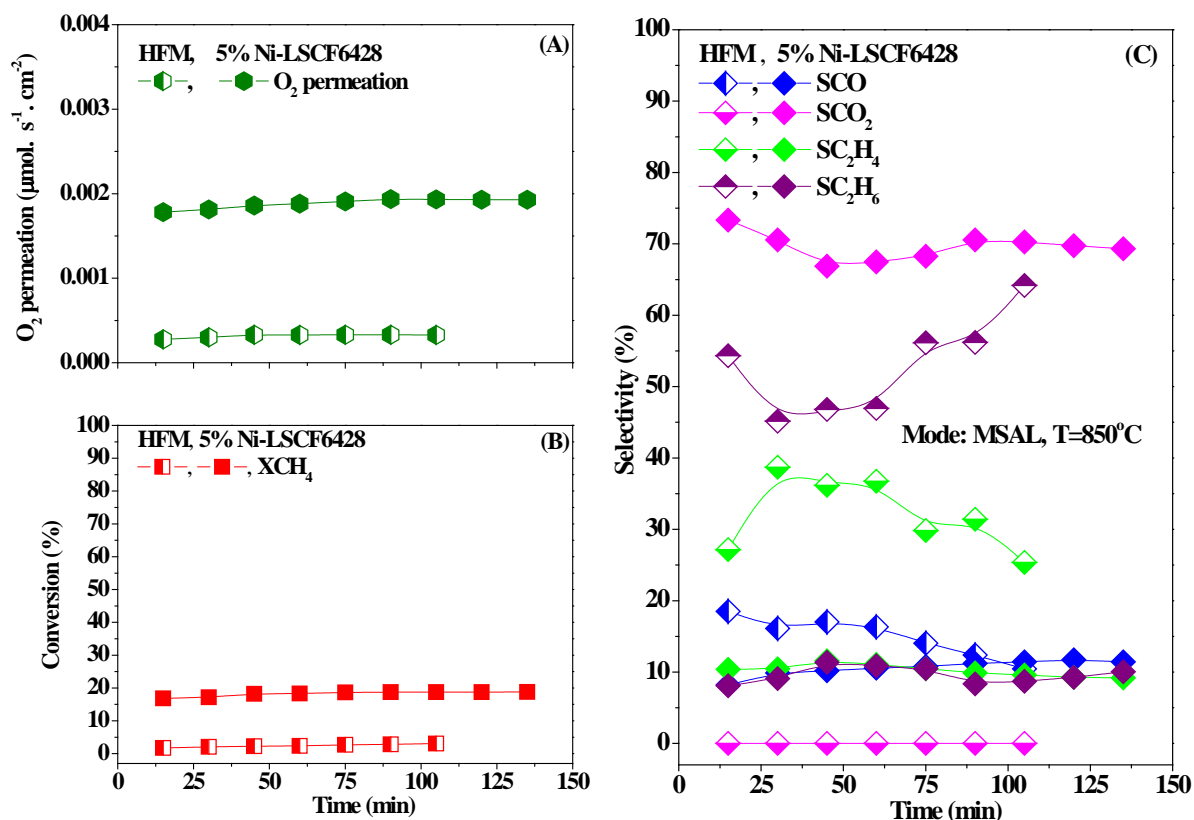 0.004
0.003
0.002
0.001
0.000
O₂ permeation (µmol. s⁻¹. cm⁻²)
(A)
HFM, 5% Ni-LSCF6428
, O₂ permeation
100
90
80
70
60
50
40
30
20
10
0
Conversion (%)
(B)
HFM, 5% Ni-LSCF6428
, , XCH₄
0 25 50 75 100 125 150
Time (min)
100
90
80
70
60
50
40
30
20
10
0
Selectivity (%)
HFM , 5% Ni-LSCF6428
(C)
, SCO
, SCO₂
, SC₂H₄
, SC₂H₆
Mode: MSAL, T=850°C
0 25 50 75 100 125 150
Time (min)